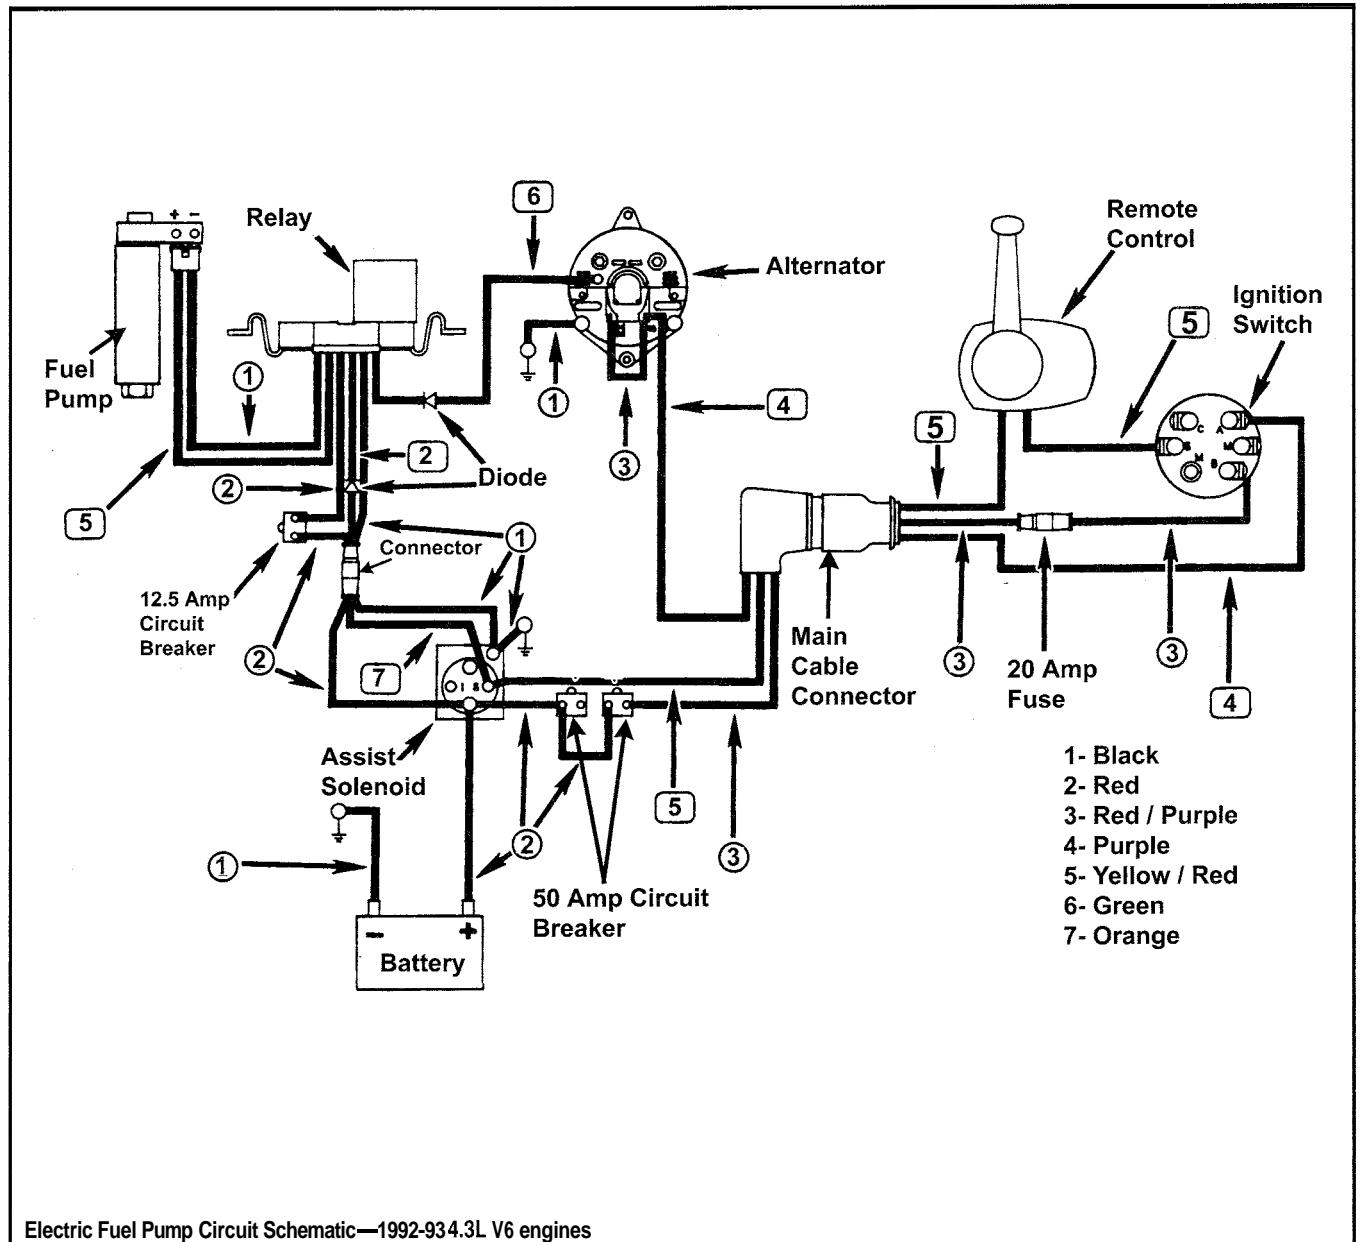 6
Relay
Remote
Control
+ -
Alternator
Ignition
Switch
5
Fuel
Pump
1
1
4
C A
S M
M B
5
2
3
Diode
2
5
1
Connector
12.5 Amp
Circuit
Breaker
Main
Cable
Connector
2
7
I S
3
20 Amp
Fuse
3
4
Assist
Solenoid
5
1- Black
2- Red
3- Red / Purple
4- Purple
5- Yellow / Red
6- Green
7- Orange
1
2
3
50 Amp Circuit
Breaker
- +
Battery
Electric Fuel Pump Circuit Schematic—1992-93 4.3L V6 engines